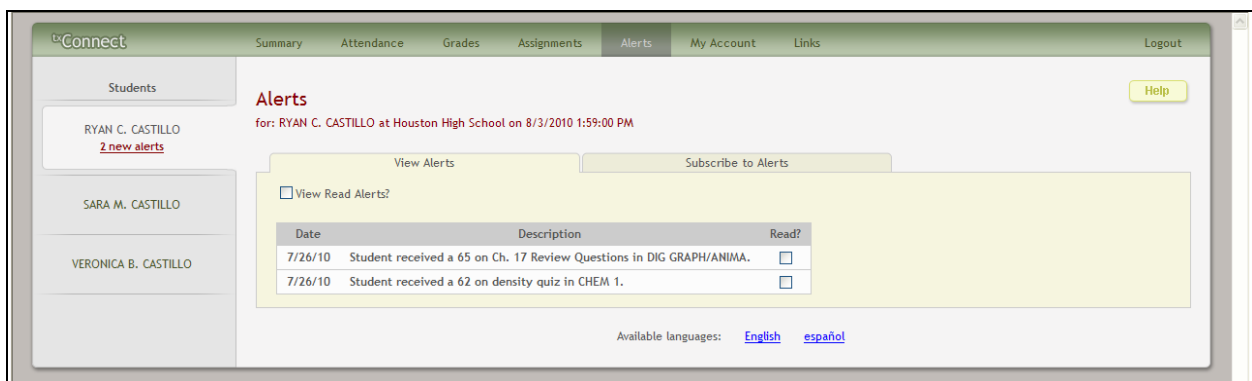 txConnect
Summary Attendance Grades Assignments Alerts My Account Links Logout
Students
RYAN C. CASTILLO
2 new alerts
SARA M. CASTILLO
VERONICA B. CASTILLO
Help
Alerts
for: RYAN C. CASTILLO at Houston High School on 8/3/2010 1:59:00 PM
View Alerts Subscribe to Alerts
View Read Alerts?
Date Description Read?
7/26/10 Student received a 65 on Ch. 17 Review Questions in DIG GRAPH/ANIMA.
7/26/10 Student received a 62 on density quiz in CHEM 1.
Available languages: English español